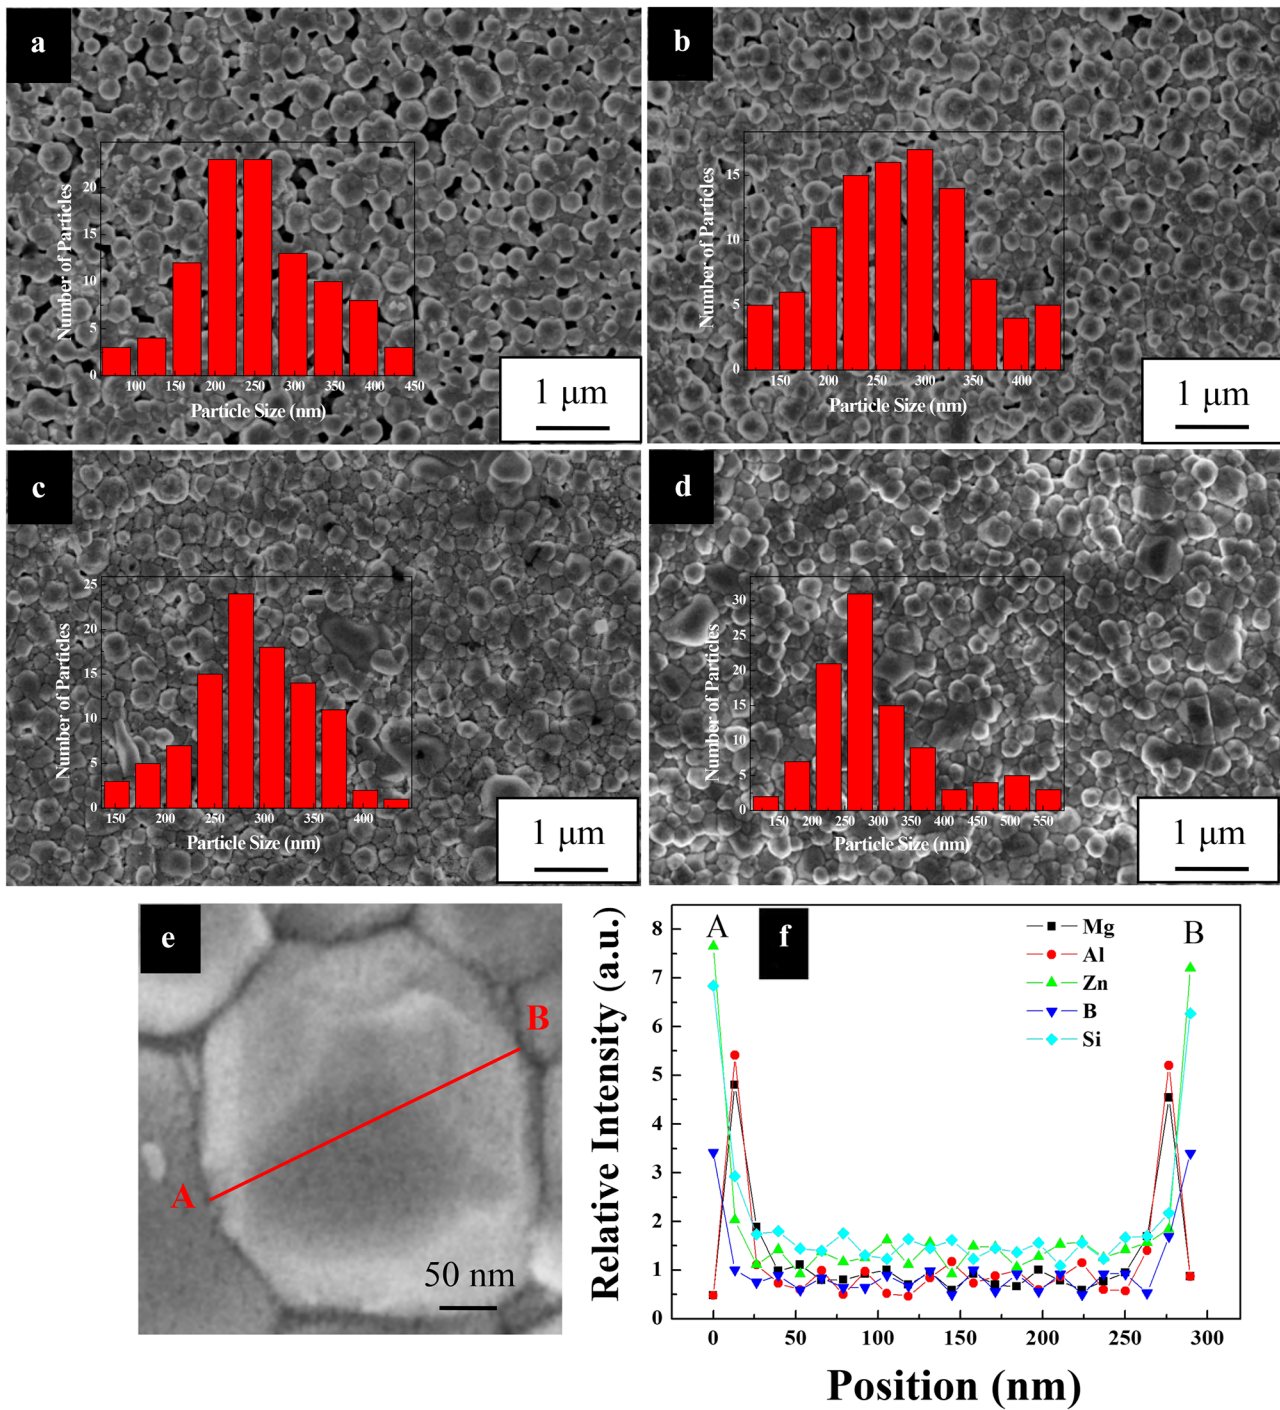 a
Number of Particles
20
15
10
5
0
100 150 200 250 300 350 400 450
Particle Size (nm)
1 μm
b
Number of Particles
15
10
5
0
150 200 250 300 350 400
Particle Size (nm)
1 μm
c
Number of Particles
25
20
15
10
5
0
150 200 250 300 350 400
Particle Size (nm)
1 μm
d
Number of Particles
30
25
20
15
10
5
0
150 200 250 300 350 400 450 500 550
Particle Size (nm)
1 μm
e
A
B
50 nm
f
A
B
Mg
Al
Zn
B
Si
Relative Intensity (a.u.)
8
7
6
5
4
3
2
1
0
0 50 100 150 200 250 300
Position (nm)